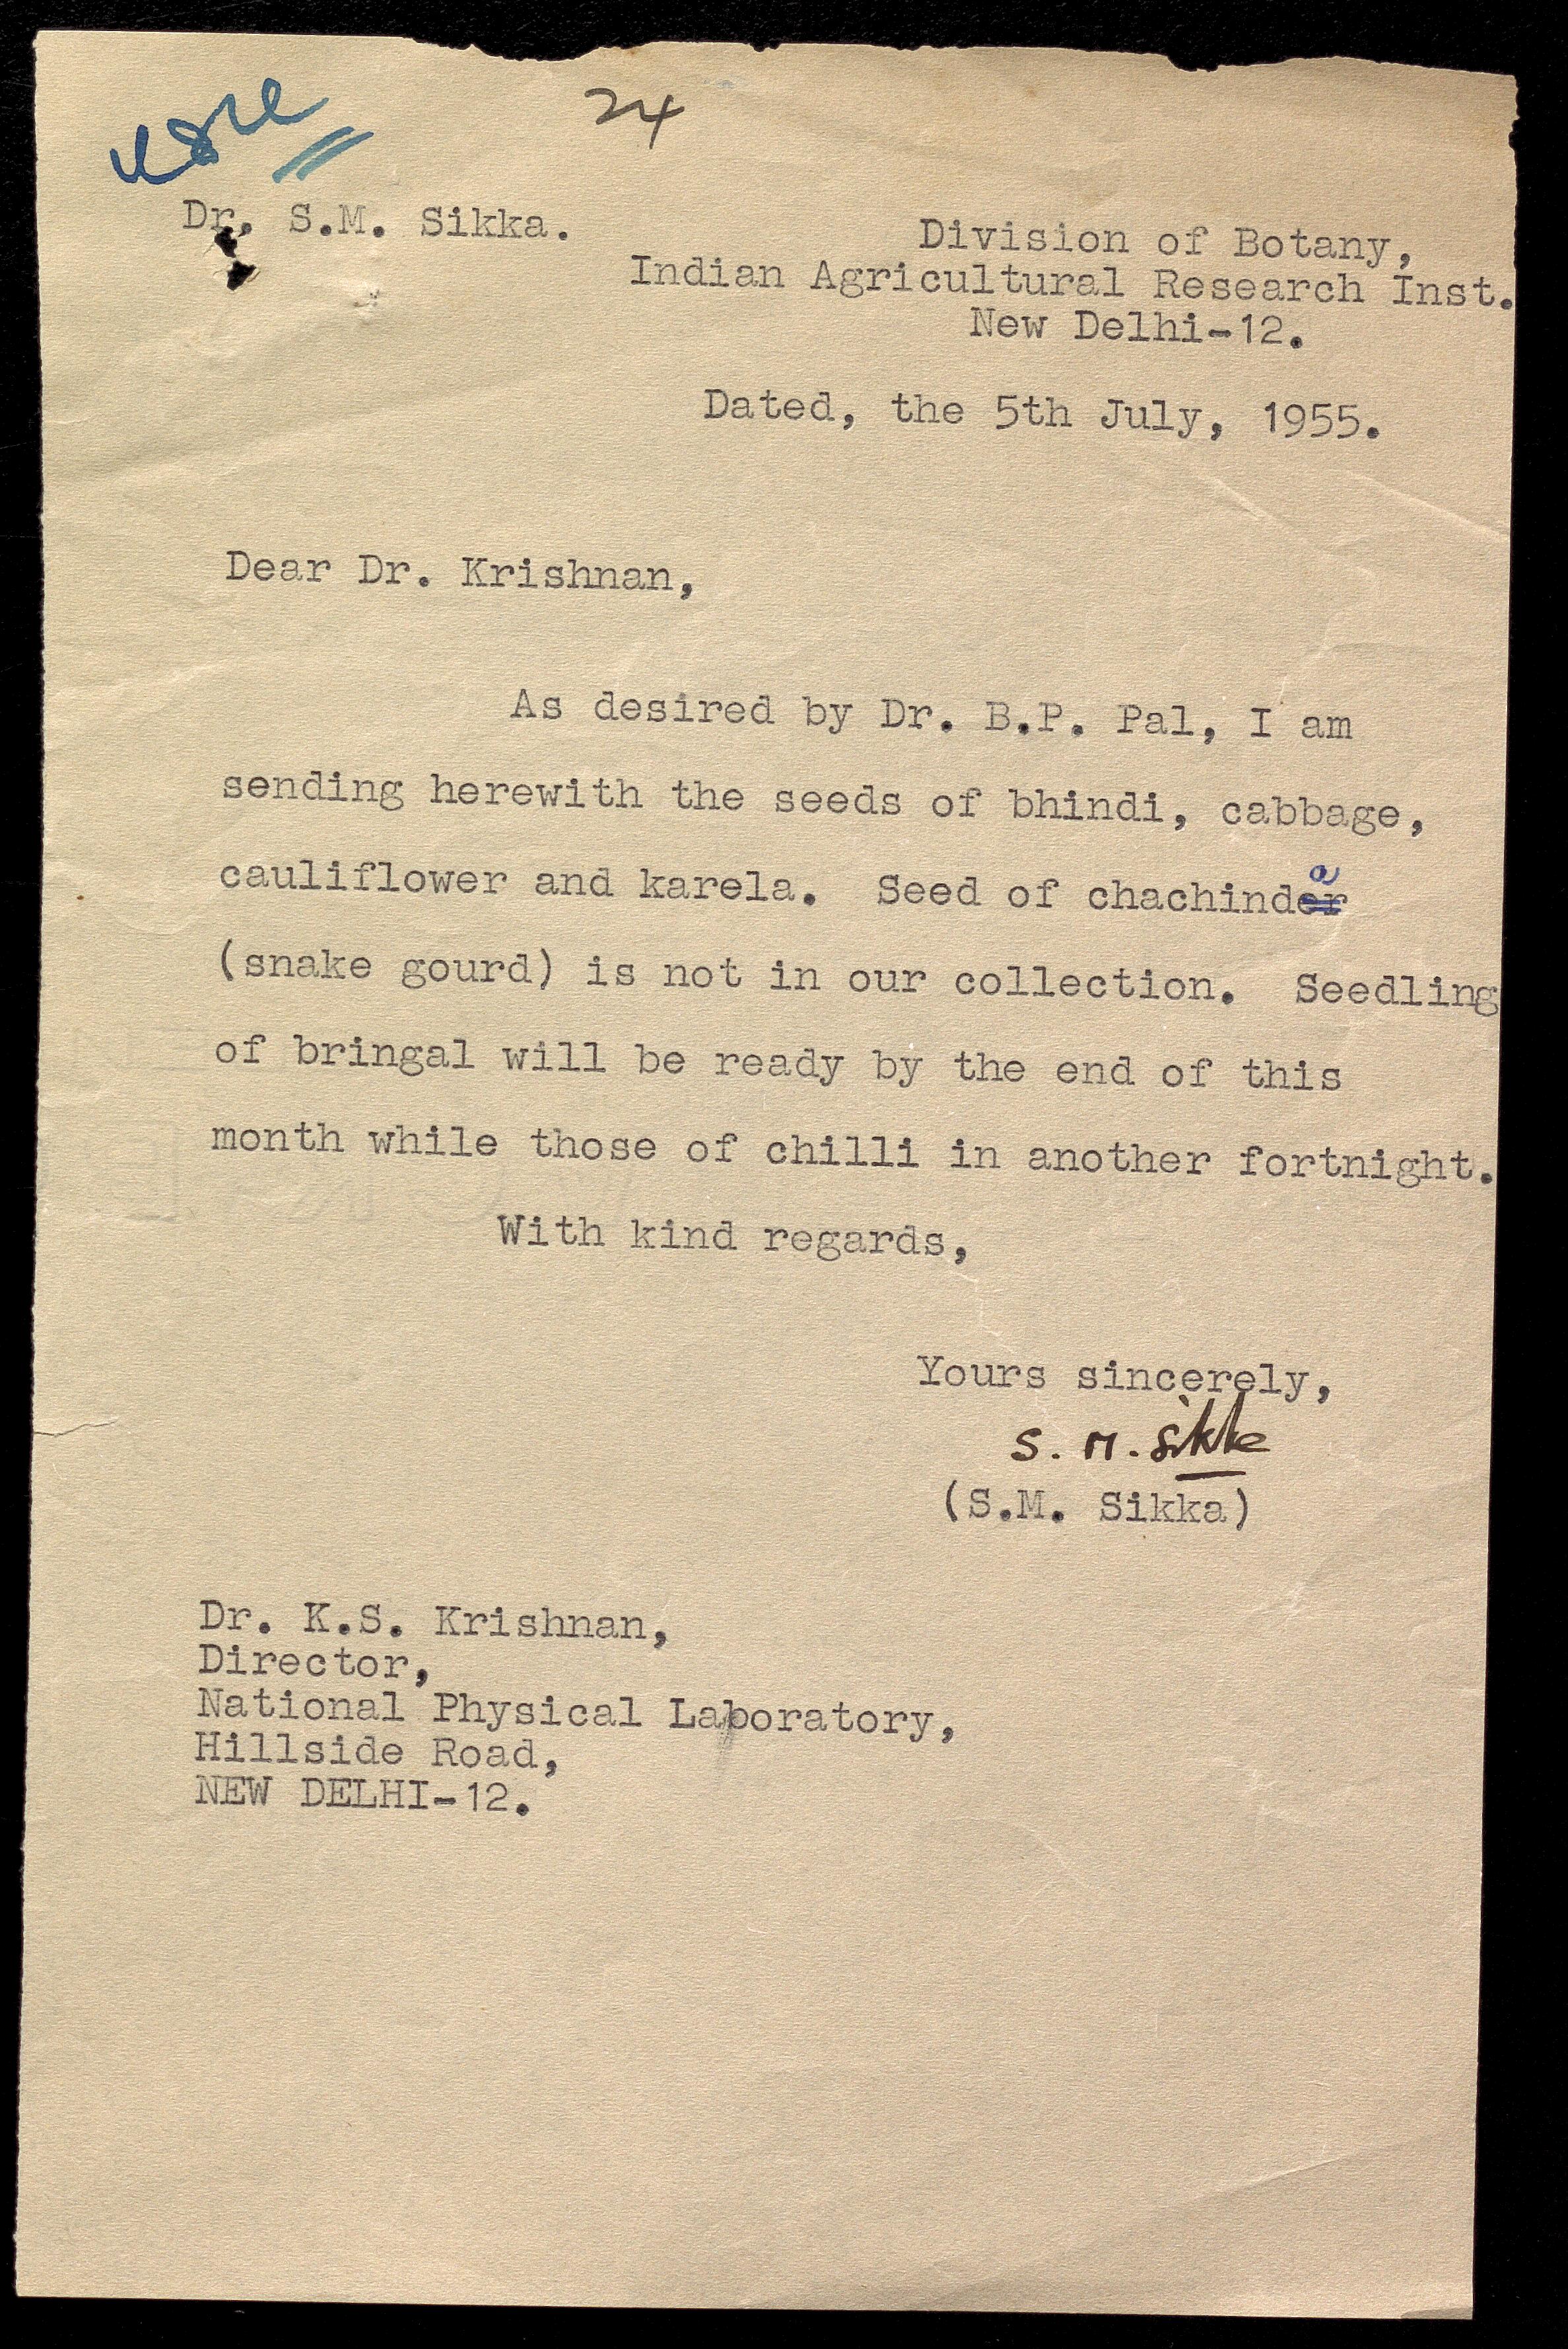 24
Dr. S.M. Sikka.
Division of Botany,
Indian Agricultural Research Inst.
New Delhi-12.
Dated, the 5th July, 1955.
Dear Dr. Krishnan,
As desired by Dr. B.P. Pal, I am
sending herewith the seeds of bhindi, cabbage,
cauliflower and karela. Seed of chachinda
(snake gourd) is not in our collection. Seedling
of bringal will be ready by the end of this
month while those of chilli in another fortnight.
With kind regards,
Yours sincerely,
S. M. Sikka
(S.M. Sikka)
Dr. K.S. Krishnan,
Director,
National Physical Laboratory,
Hillside Road,
NEW DELHI-12.